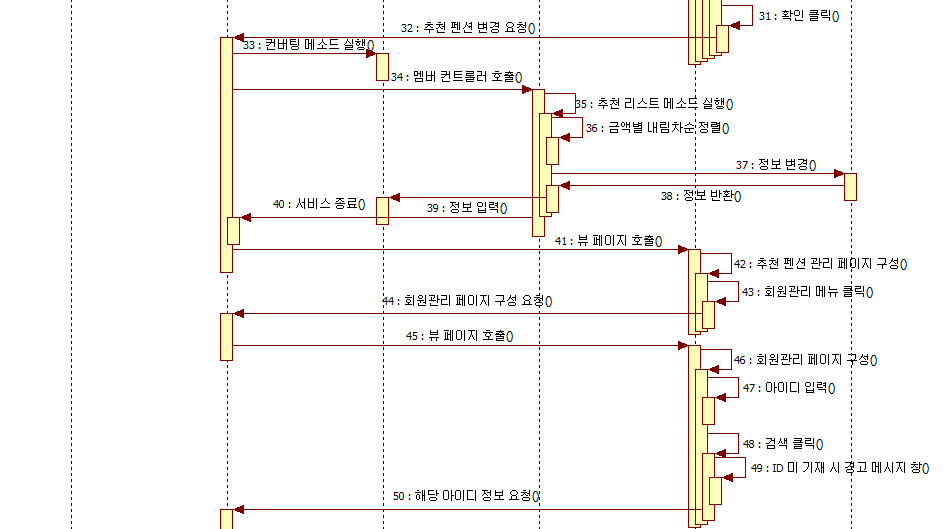 31 : 확인 클릭()
32 : 추천 펜션 변경 요청()
33 : 컨버팅 메소드 실행()
34 : 멤버 컨트롤러 호출()
35 : 추천 리스트 메소드 실행()
36 : 금액별 내림차순 정렬()
37 : 정보 변경()
38 : 정보 반환()
39 : 정보 입력()
40 : 서비스 종료()
41 : 뷰 페이지 호출()
42 : 추천 펜션 관리 페이지 구성()
43 : 회원관리 메뉴 클릭()
44 : 회원관리 페이지 구성 요청()
45 : 뷰 페이지 호출()
46 : 회원관리 페이지 구성()
47 : 아이디 입력()
48 : 검색 클릭()
49 : ID 미 기재 시 경고 메시지 창()
50 : 해당 아이디 정보 요청()